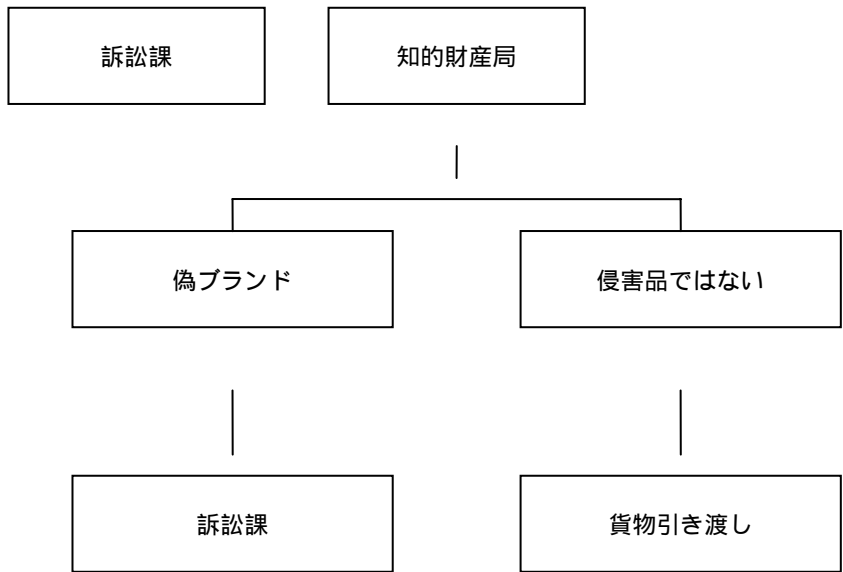 訴訟課
知的財産局
偽ブランド
侵害品ではない
訴訟課
貨物引き渡し